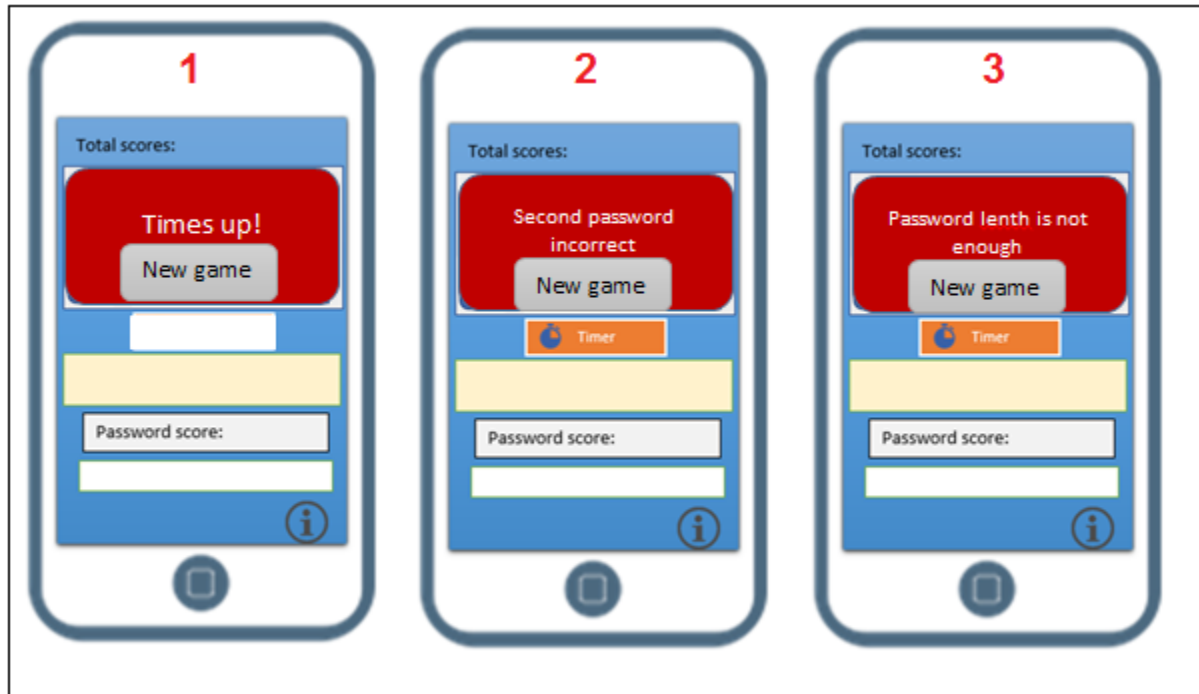 1
Total scores:
Times up!
New game
Password score:
2
Total scores:
Second password
incorrect
New game
Timer
Password score:
3
Total scores:
Password lenth is not
enough
New game
Timer
Password score: